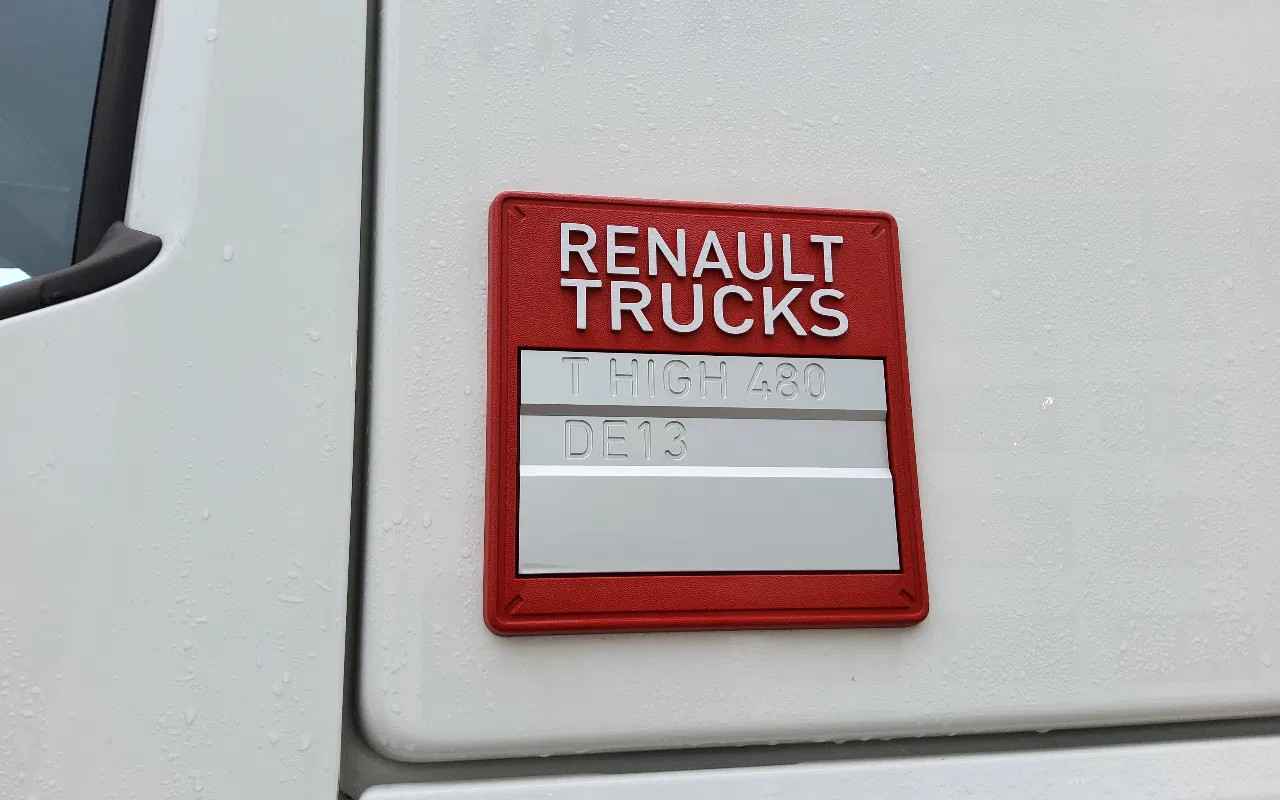 RENAULT
TRUCKS
T HIGH 480
DE13